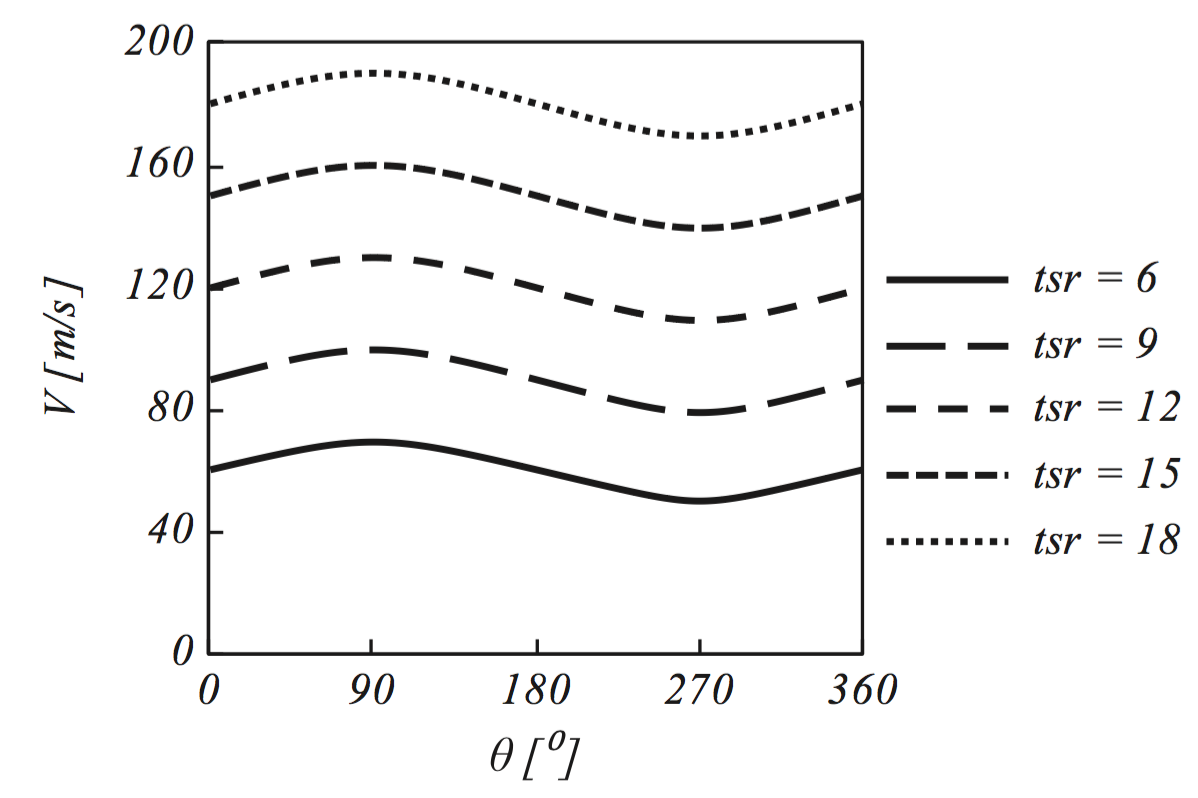 200
160
120
80
40
0
V [m/s]
0 90 180 270 360
θ [º]
tsr = 6
tsr = 9
tsr = 12
tsr = 15
tsr = 18